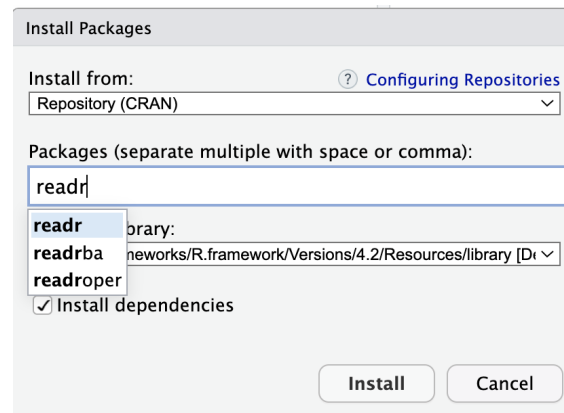 Install Packages
Install from:
? Configuring Repositories
Repository (CRAN)
Packages (separate multiple with space or comma):
readr
readr
readrba
readroper
brary:
meworks/R.framework/Versions/4.2/Resources/library [De
Install dependencies
Install
Cancel